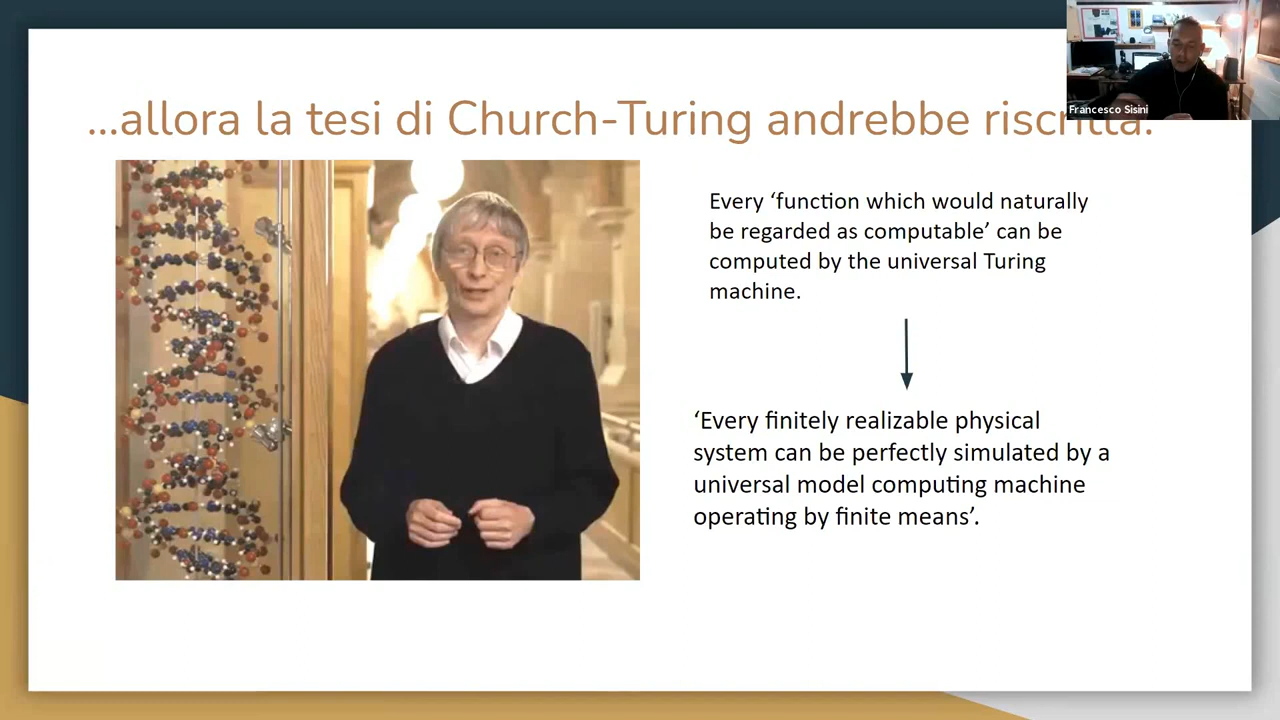 ...allora la tesi di Church-Turing andrebbe riscritta.
Francesco Sisini
Every ‘function which would naturally
be regarded as computable’ can be
computed by the universal Turing
machine.
‘Every finitely realizable physical
system can be perfectly simulated by a
universal model computing machine
operating by finite means’.